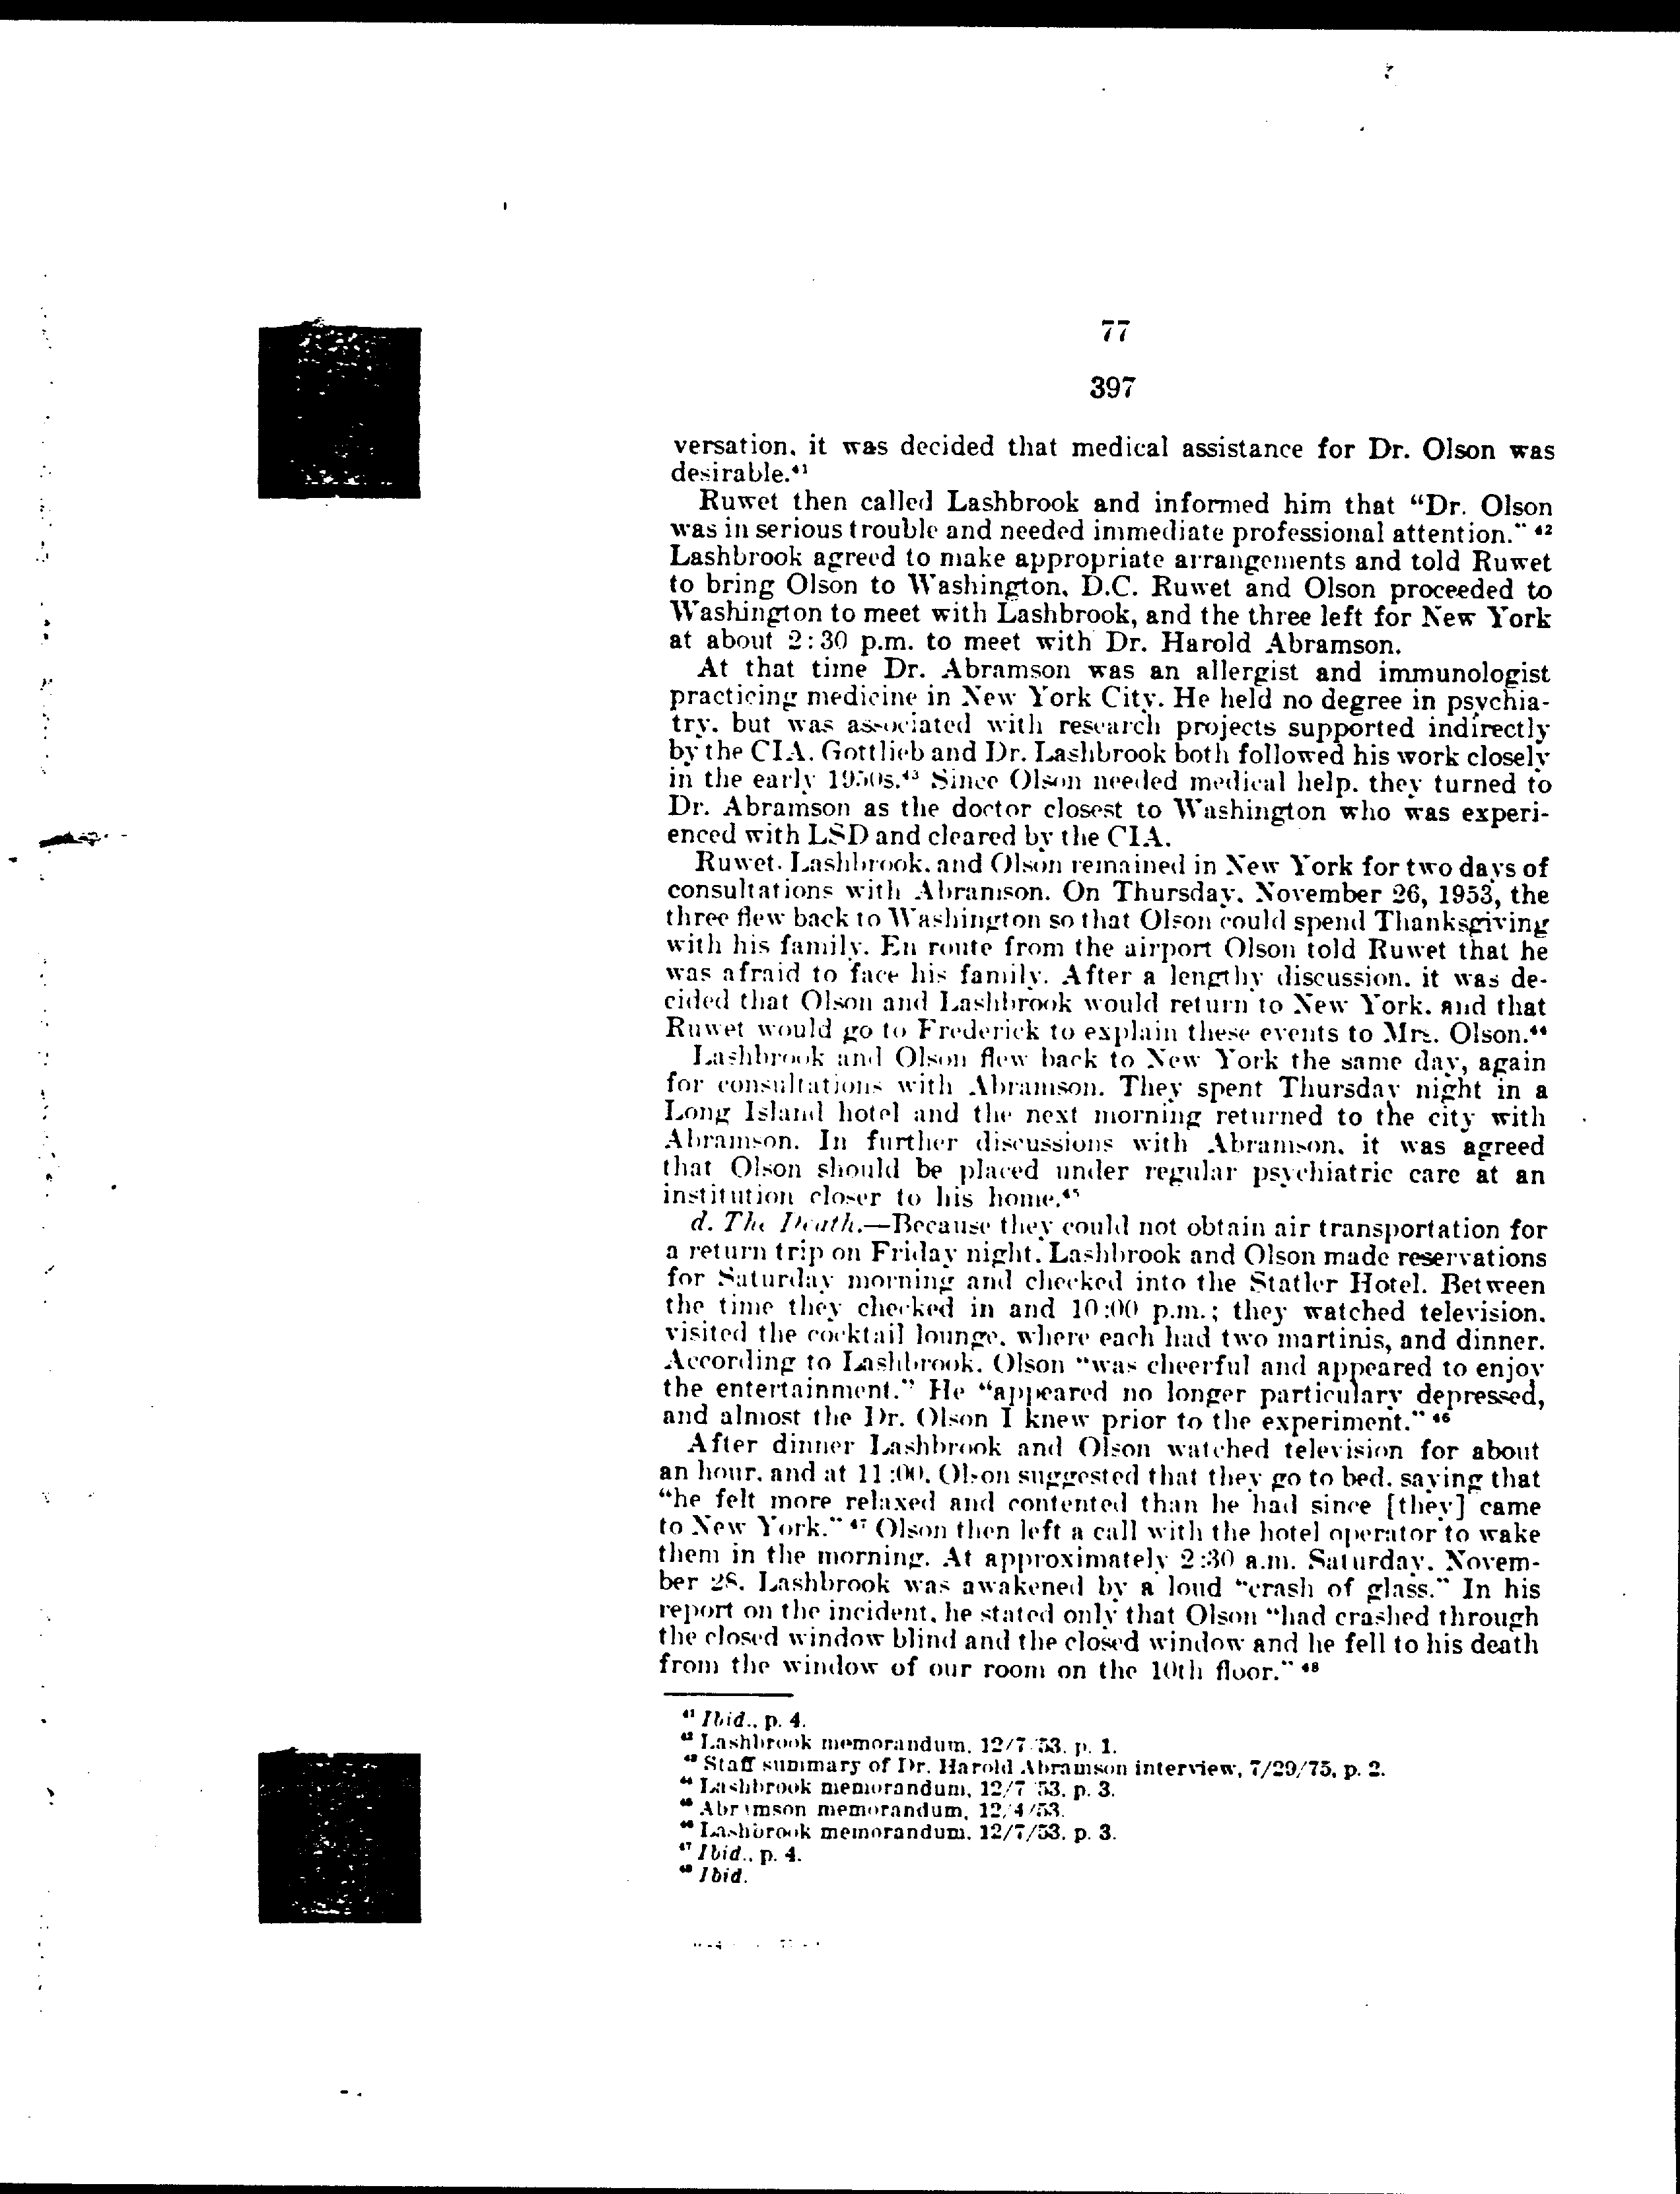 77
397
versation, it was decided that medical assistance for Dr. Olson was
desirable.⁴¹
Ruwet then called Lashbrook and informed him that “Dr. Olson
was in serious trouble and needed immediate professional attention.” ⁴²
Lashbrook agreed to make appropriate arrangements and told Ruwet
to bring Olson to Washington, D.C. Ruwet and Olson proceeded to
Washington to meet with Lashbrook, and the three left for New York
at about 2:30 p.m. to meet with Dr. Harold Abramson.
At that time Dr. Abramson was an allergist and immunologist
practicing medicine in New York City. He held no degree in psychia-
try, but was associated with research projects supported indirectly
by the CIA. Gottlieb and Dr. Lashbrook both followed his work closely
in the early 1950s.⁴³ Since Olson needed medical help, they turned to
Dr. Abramson as the doctor closest to Washington who was experi-
enced with LSD and cleared by the CIA.
Ruwet, Lashbrook, and Olson remained in New York for two days of
consultations with Abramson. On Thursday, November 26, 1953, the
three flew back to Washington so that Olson could spend Thanksgiving
with his family. En route from the airport Olson told Ruwet that he
was afraid to face his family. After a lengthy discussion, it was de-
cided that Olson and Lashbrook would return to New York, and that
Ruwet would go to Frederick to explain these events to Mrs. Olson.⁴⁴
Lashbrook and Olson flew back to New York the same day, again
for consultations with Abramson. They spent Thursday night in a
Long Island hotel and the next morning returned to the city with
Abramson. In further discussions with Abramson, it was agreed
that Olson should be placed under regular psychiatric care at an
institution closer to his home.⁴⁵
d. The Death.—Because they could not obtain air transportation for
a return trip on Friday night, Lashbrook and Olson made reservations
for Saturday morning and checked into the Statler Hotel. Between
the time they checked in and 10:00 p.m.; they watched television,
visited the cocktail lounge, where each had two martinis, and dinner.
According to Lashbrook, Olson “was cheerful and appeared to enjoy
the entertainment.” He “appeared no longer particulary depressed,
and almost the Dr. Olson I knew prior to the experiment.” ⁴⁶
After dinner Lashbrook and Olson watched television for about
an hour, and at 11:00, Olson suggested that they go to bed, saying that
“he felt more relaxed and contented than he had since [they] came
to New York.” ⁴⁷ Olson then left a call with the hotel operator to wake
them in the morning. At approximately 2:30 a.m. Saturday, Novem-
ber 28, Lashbrook was awakened by a loud “crash of glass.” In his
report on the incident, he stated only that Olson “had crashed through
the closed window blind and the closed window and he fell to his death
from the window of our room on the 10th floor.” ⁴⁸
⁴¹ Ibid., p. 4.
⁴² Lashbrook memorandum, 12/7/53, p. 1.
⁴³ Staff summary of Dr. Harold Abramson interview, 7/29/75, p. 2.
⁴⁴ Lashbrook memorandum, 12/7/53, p. 3.
⁴⁵ Abramson memorandum, 12/4/53.
⁴⁶ Lashbrook memorandum, 12/7/53, p. 3.
⁴⁷ Ibid., p. 4.
⁴⁸ Ibid.